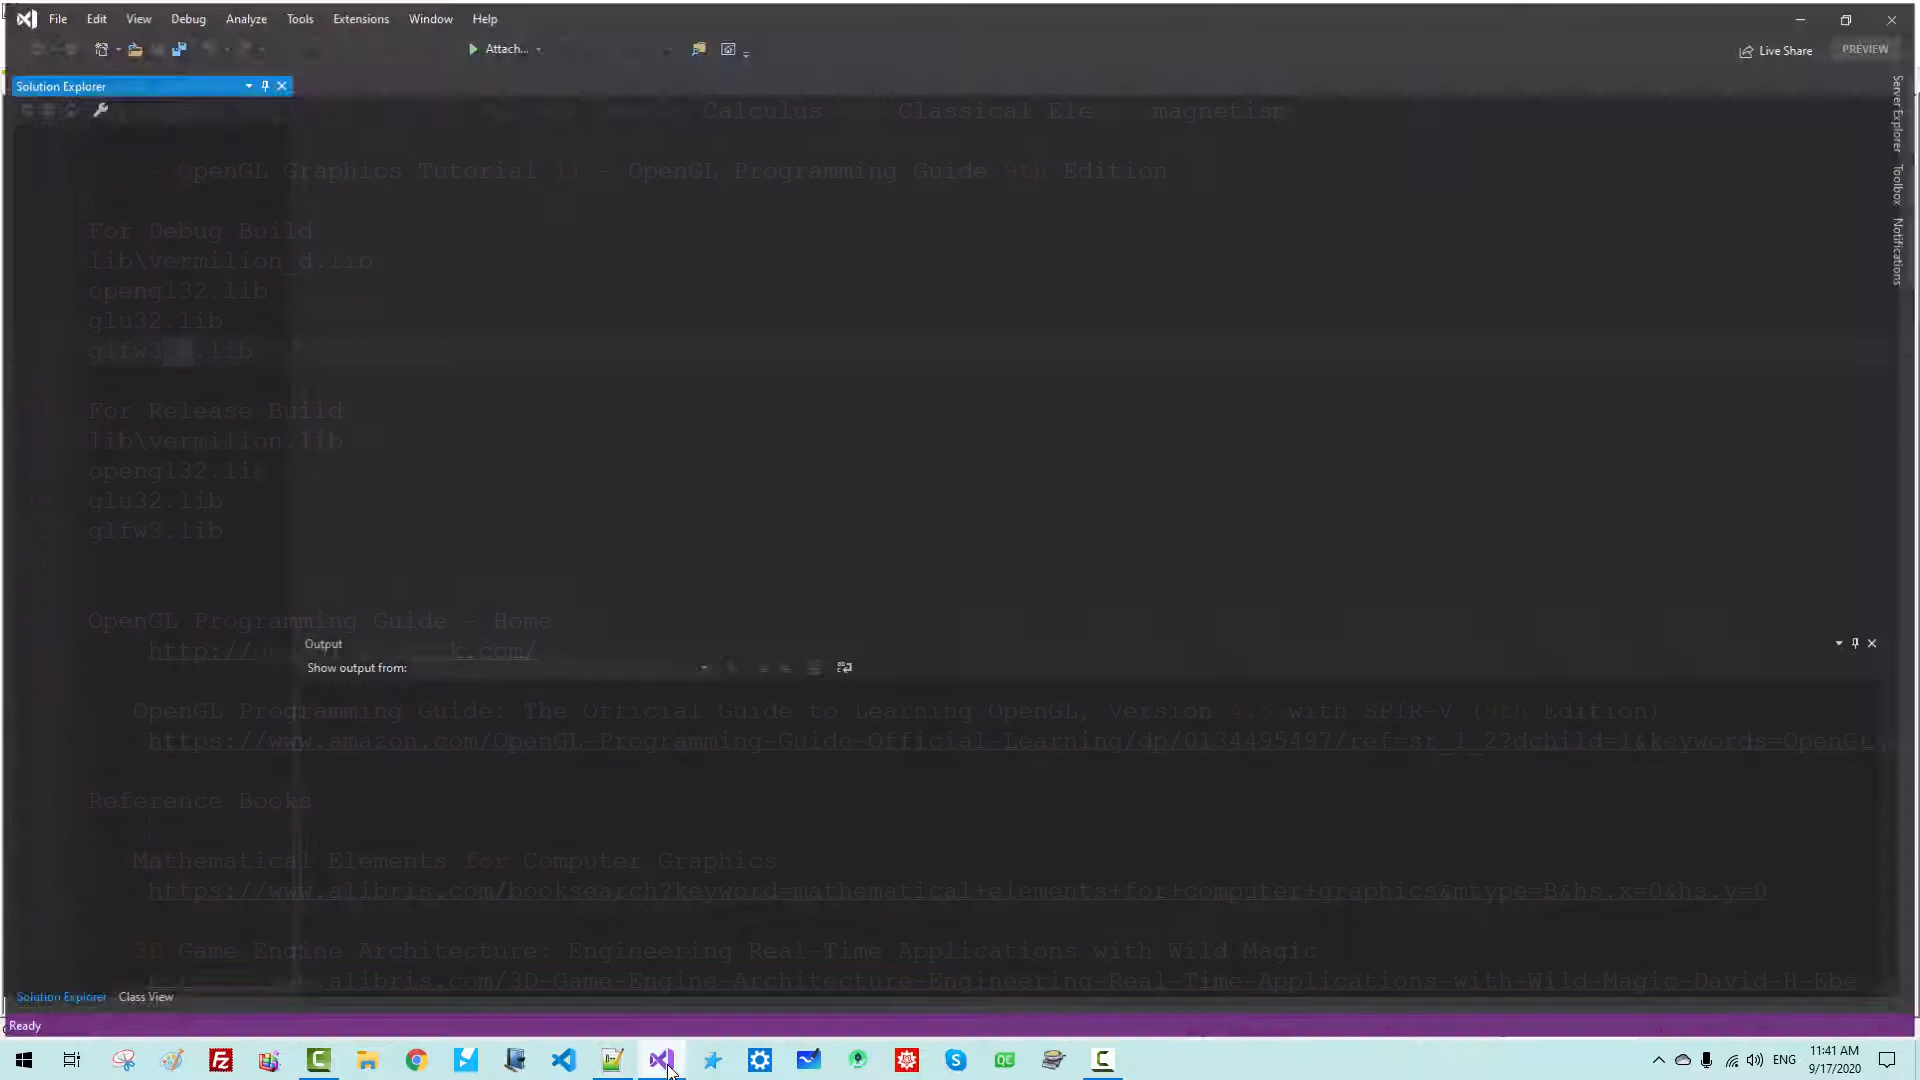 File Edit View Debug Analyze Tools Extensions Window Help
Attach...
Live Share
PREVIEW
Solution Explorer
Server Explorer
Toolbox
Notifications
Calculus Classical Ele magnetism
- OpenGL Graphics Tutorial 11 - OpenGL Programming Guide 9th Edition
For Debug Build
lib\vermilion_d.lib
opengl32.lib
glu32.lib
glfw3_d.lib
For Release Build
lib\vermilion.lib
opengl32.lib
glu32.lib
glfw3.lib
OpenGL Programming Guide - Home
http:// k.com/
Output
Show output from:
OpenGL Programming Guide: The Official Guide to Learning OpenGL, Version 4.5 with SPIR-V (9th Edition)
https://www.amazon.com/OpenGL-Programming-Guide-Official-Learning/dp/0134495497/ref=sr_1_2?dchild=1&keywords=OpenGL
Reference Books
Mathematical Elements for Computer Graphics
https://www.alibris.com/booksearch?keyword=mathematical+elements+for+computer+graphics&mtype=B&hs.x=0&hs.y=0
3D Game Engine Architecture: Engineering Real-Time Applications with Wild Magic
.alibris.com/3D-Game-Engine-Architecture-Engineering-Real-Time-Applications-with-Wild-Magic-David-H-Ebe
Solution Explorer Class View
Ready
ENG
11:41 AM
9/17/2020